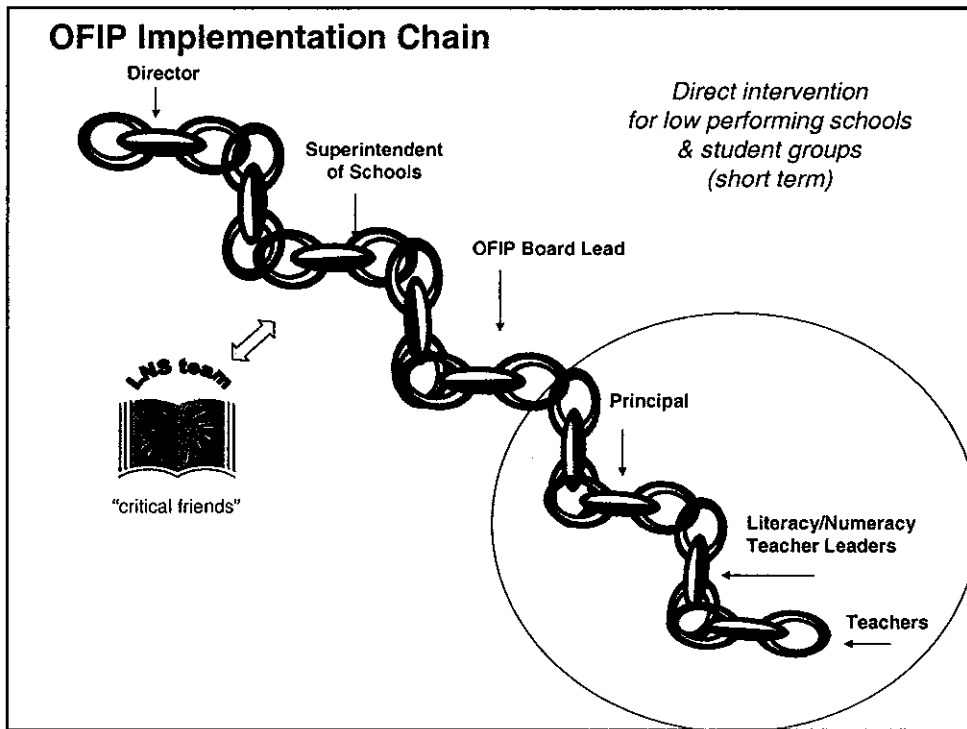 OFIP Implementation Chain
Director
Direct intervention
for low performing schools
& student groups
(short term)
Superintendent
of Schools
OFIP Board Lead
LNS team
"critical friends"
Principal
Literacy/Numeracy
Teacher Leaders
Teachers